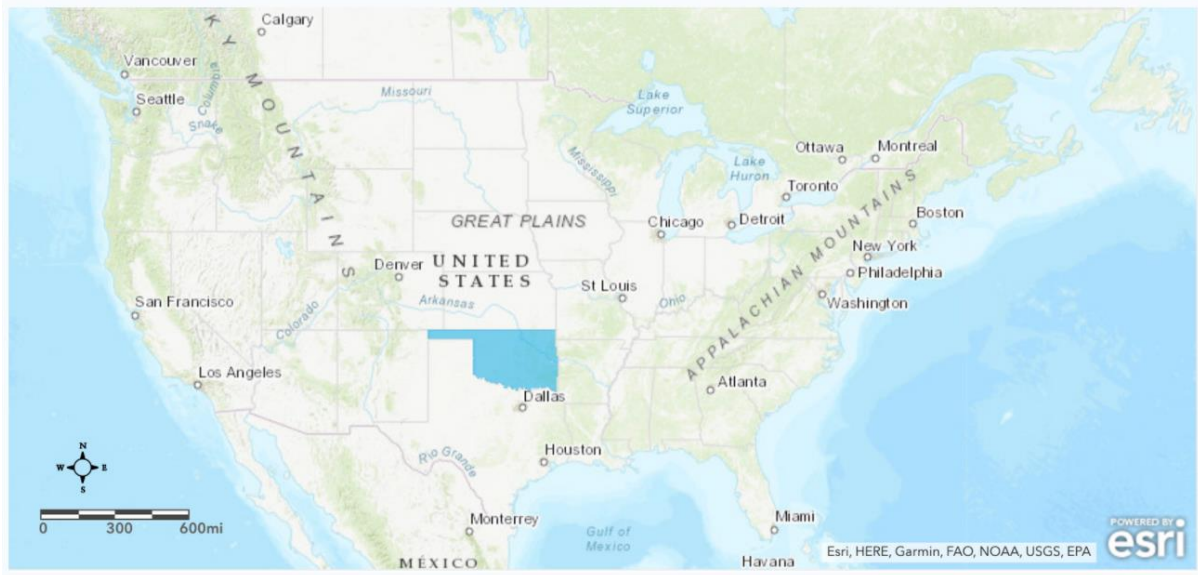 Calgary
Vancouver
Seattle
Columbia
Snake
KY MOUNTAINS
Missouri
Lake
Superior
Mississippi
Ottawa
Montreal
Lake
Huron
Toronto
Chicago
Detroit
Boston
GREAT PLAINS
New York
Denver
UNITED
STATES
Philadelphia
St Louis
Ohio
Washington
APPALACHIAN MOUNTAINS
San Francisco
Colorado
Arkansas
Los Angeles
Atlanta
Dallas
Rio Grande
Houston
N
W
E
S
0
300
600mi
Monterrey
Gulf of
Mexico
Miami
MÉXICO
Havana
Esri, HERE, Garmin, FAO, NOAA, USGS, EPA
POWERED BY
esri